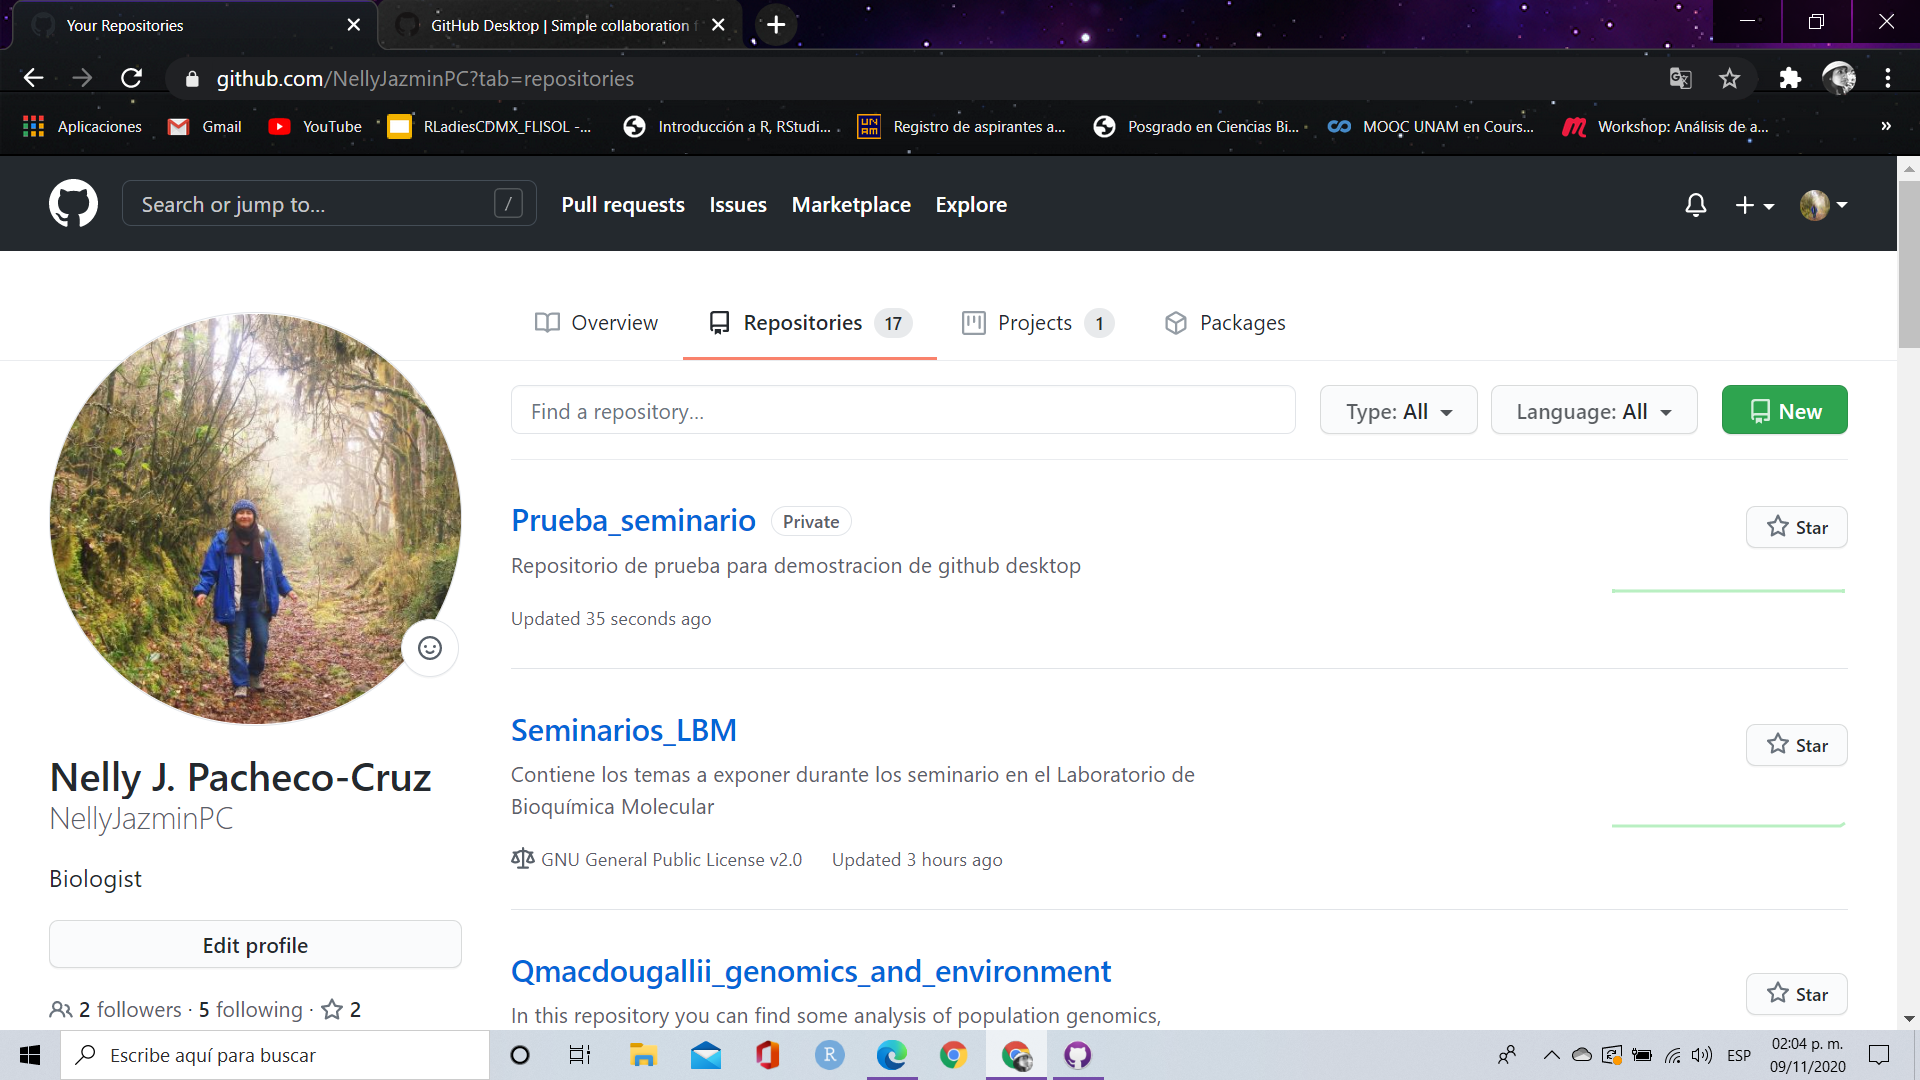 Your Repositories
GitHub Desktop | Simple collaboration
github.com/NellyJazminPC?tab=repositories
Aplicaciones
Gmail
YouTube
RLadiesCDMX_FLISOL -...
Introducción a R, RStudi...
Registro de aspirantes a...
Posgrado en Ciencias Bi...
MOOC UNAM en Cours...
Workshop: Análisis de a...
»
Search or jump to...
/
Pull requests
Issues
Marketplace
Explore
Overview
Repositories 17
Projects 1
Packages
Find a repository...
Type: All
Language: All
New
Prueba_seminario Private
Star
Repositorio de prueba para demostracion de github desktop
Updated 35 seconds ago
Seminarios_LBM
Star
Contiene los temas a exponer durante los seminario en el Laboratorio de
Bioquímica Molecular
GNU General Public License v2.0 Updated 3 hours ago
Qmacdougallii_genomics_and_environment
Star
In this repository you can find some analysis of population genomics,
Nelly J. Pacheco-Cruz
NellyJazminPC
Biologist
Edit profile
2 followers · 5 following · 2
Escribe aquí para buscar
R
ESP
02:04 p. m.
09/11/2020